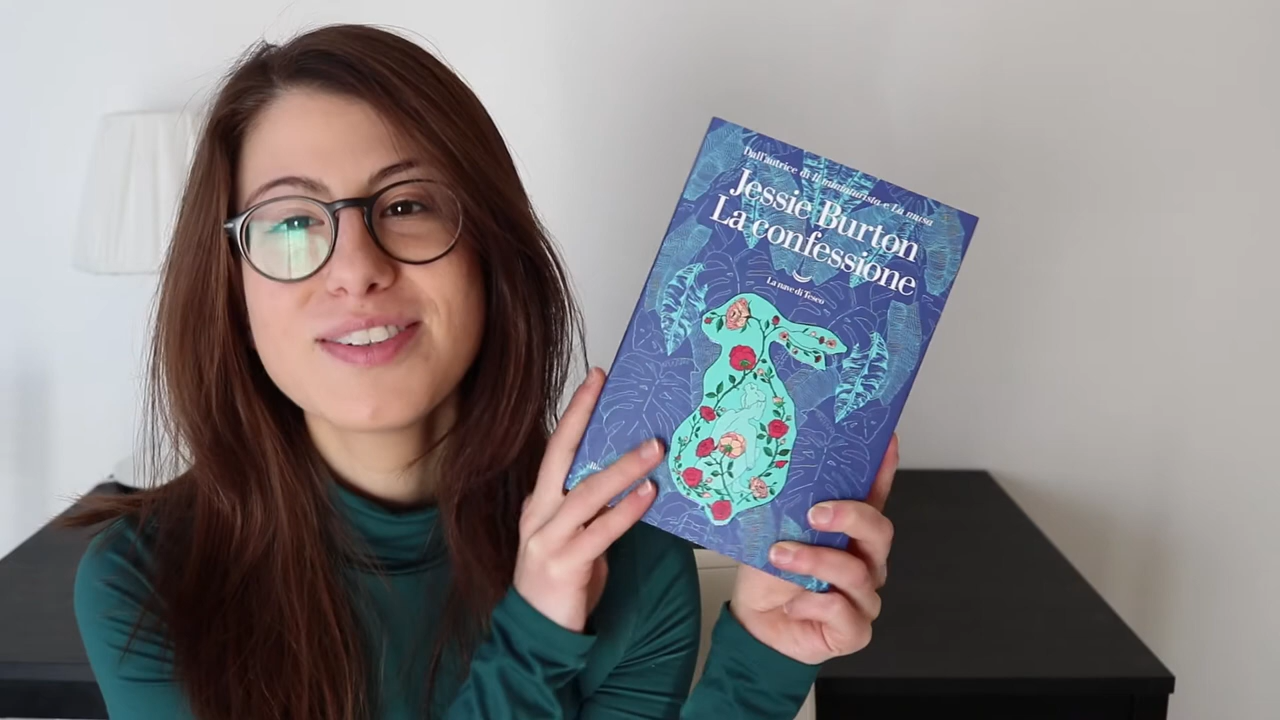 Dall'autrice di Il miniaturista e La musa
Jessie Burton
La confessione
La nave di Teseo